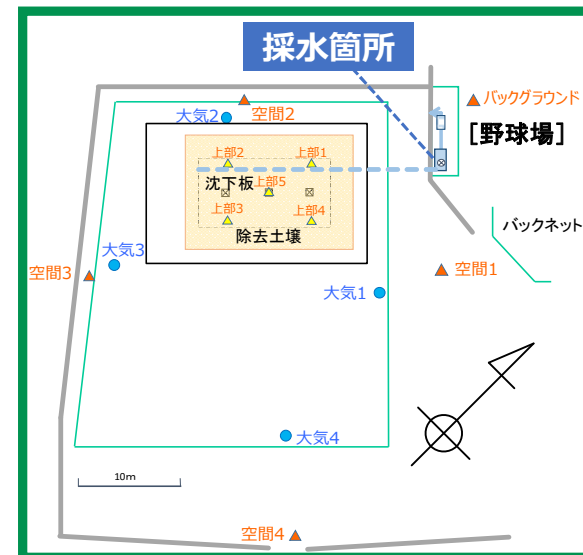 採水箇所
バックグラウンド
[野球場]
大気2
空間2
上部2
上部1
沈下板
上部5
上部3
上部4
除去土壌
バックネット
大気3
空間3
空間1
大気1
大気4
10m
空間4